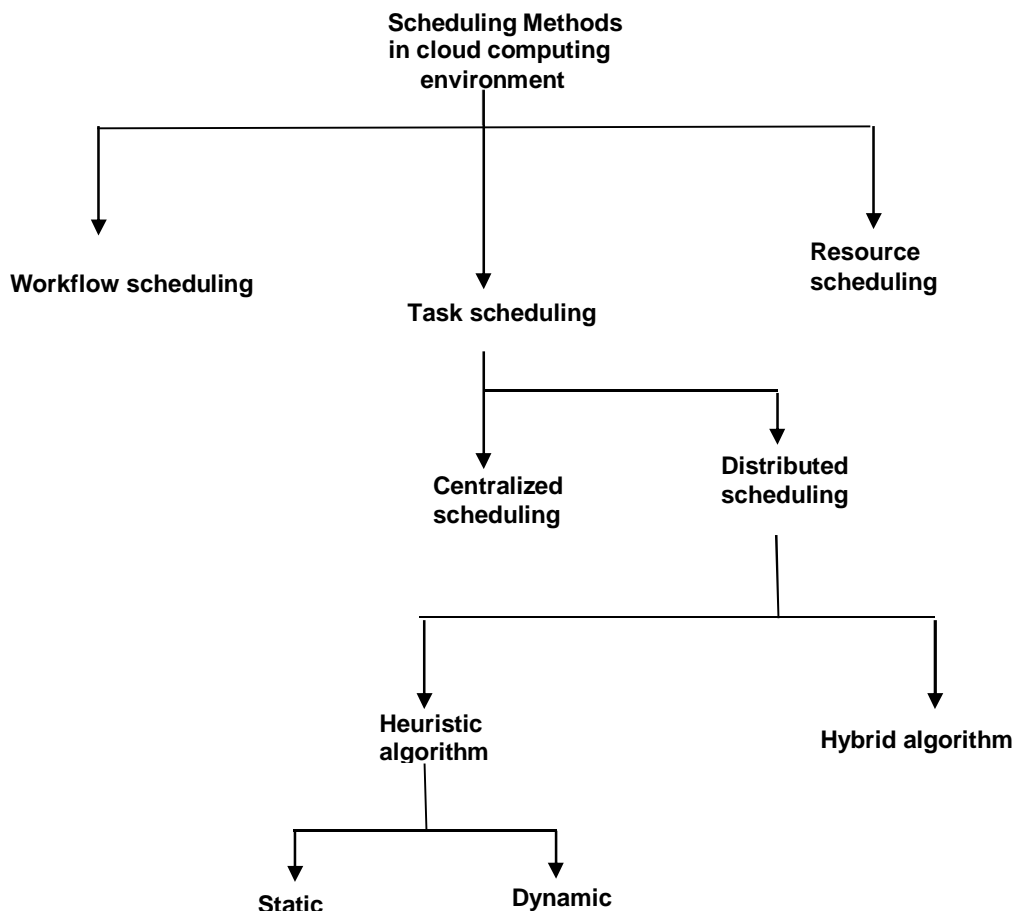 Scheduling Methods
in cloud computing
environment
Workflow scheduling
Resource
scheduling
Task scheduling
Centralized
scheduling
Distributed
scheduling
Heuristic
algorithm
Hybrid algorithm
Static
Dynamic